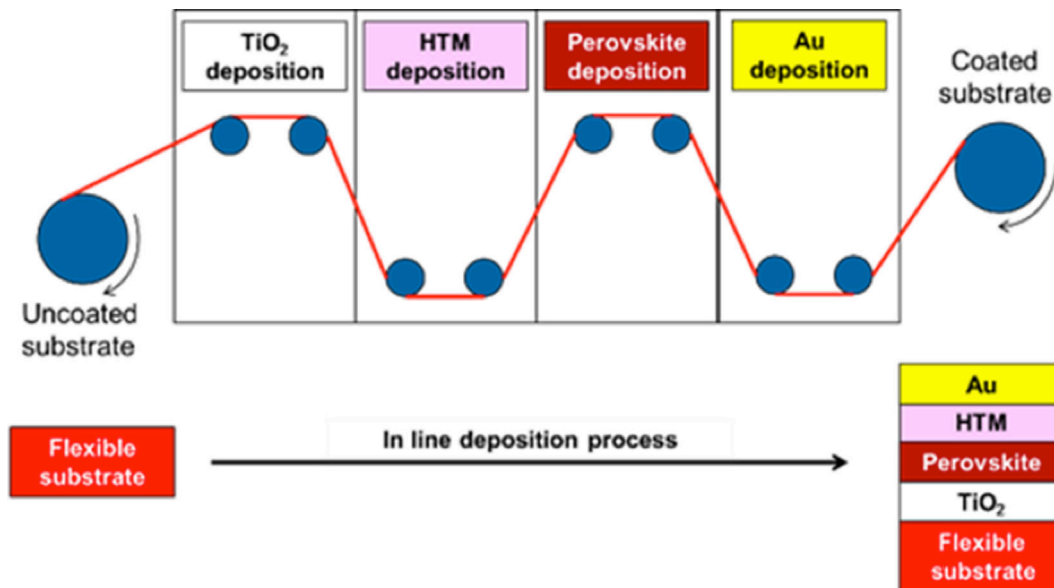 TiO₂
deposition
HTM
deposition
Perovskite
deposition
Au
deposition
Coated
substrate
Uncoated
substrate
Flexible
substrate
In line deposition process
Au
HTM
Perovskite
TiO₂
Flexible
substrate